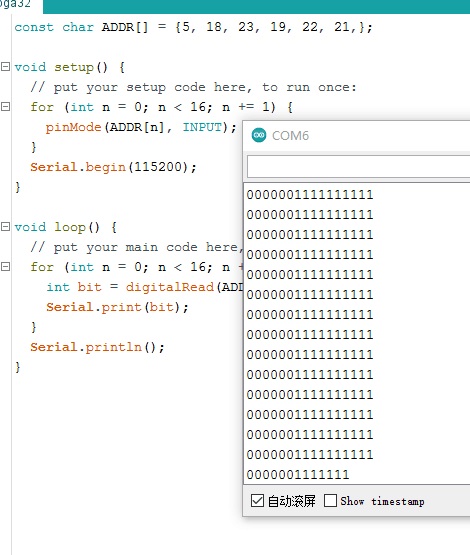 const char ADDR[] = {5, 18, 23, 19, 22, 21,};
void setup() {
// put your setup code here, to run once:
for (int n = 0; n < 16; n += 1) {
pinMode(ADDR[n], INPUT);
}
Serial.begin(115200);
}
void loop() {
// put your main code here,
for (int n = 0; n < 16; n
int bit = digitalRead(ADD
Serial.print(bit);
}
Serial.println();
}
COM6
0000001111111111
0000001111111111
0000001111111111
0000001111111111
0000001111111111
0000001111111111
0000001111111111
0000001111111111
0000001111111111
0000001111111111
0000001111111111
0000001111111111
0000001111111111
0000001111111111
0000001111111
自动滚屏 Show timestamp